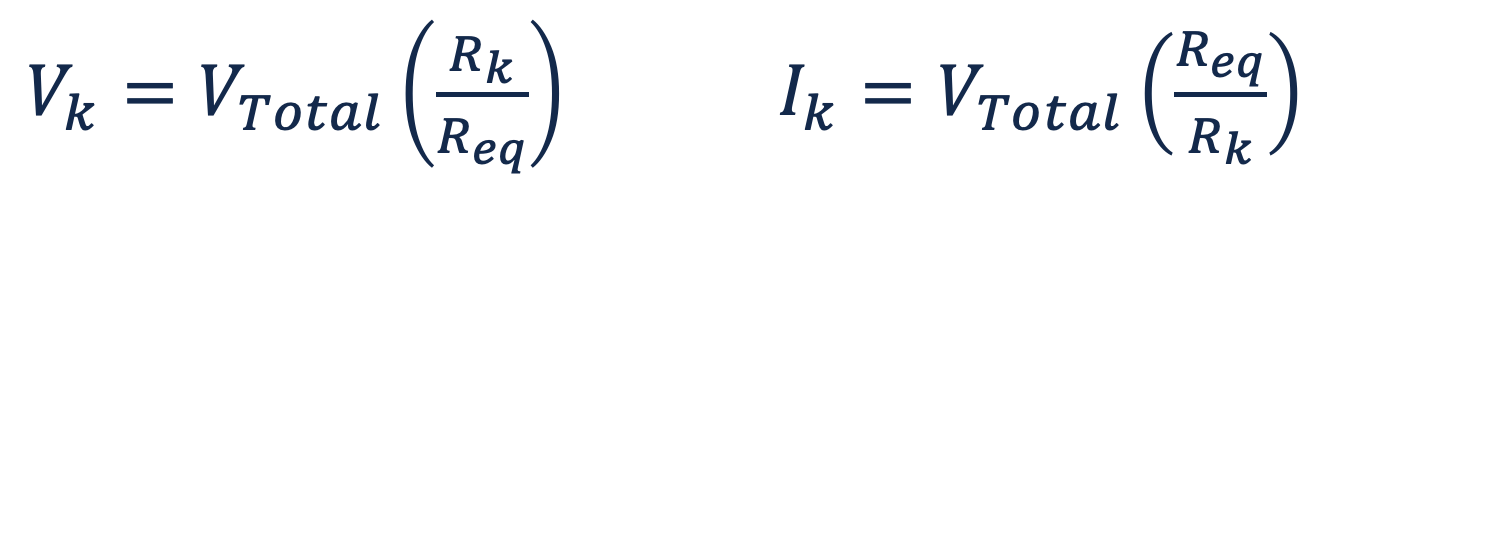 V_k = V_Total (R_k / R_eq)    I_k = V_Total (R_eq / R_k)